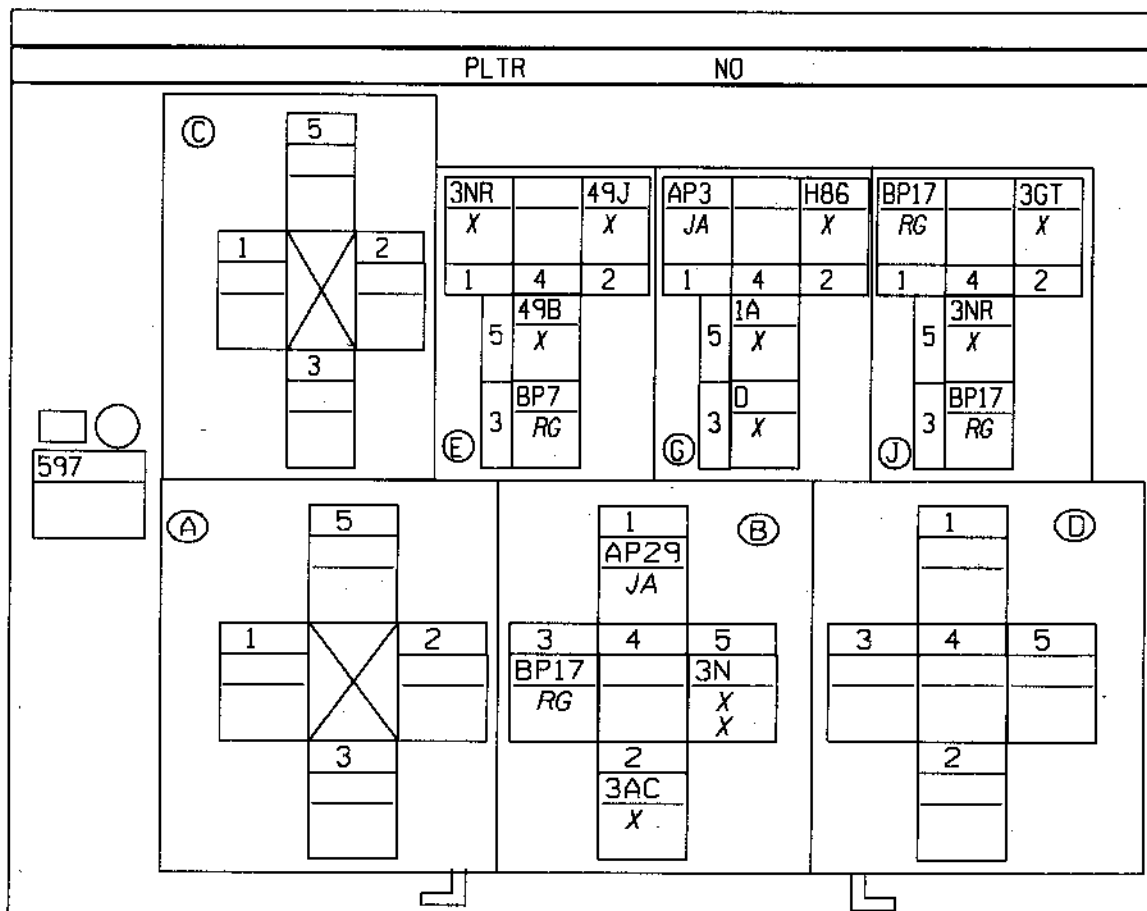 PLTR NO
C
5
1 2
3
3NR 49J
X X
1 4 2
49B
5 X
BP7
3 RG
E
AP3 H86
JA X
1 4 2
1A
5 X
D
3 X
G
BP17 3GT
RG X
1 4 2
3NR
5 X
BP17
3 RG
J
597
A
5
1 2
3
B
1
AP29
JA
3 4 5
BP17 3N
RG X
X
2
3AC
X
D
1
3 4 5
2